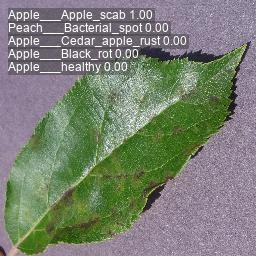 Apple___Apple_scab 1.00
Peach___Bacterial_spot 0.00
Apple___Cedar_apple_rust 0.00
Apple___Black_rot 0.00
Apple___healthy 0.00